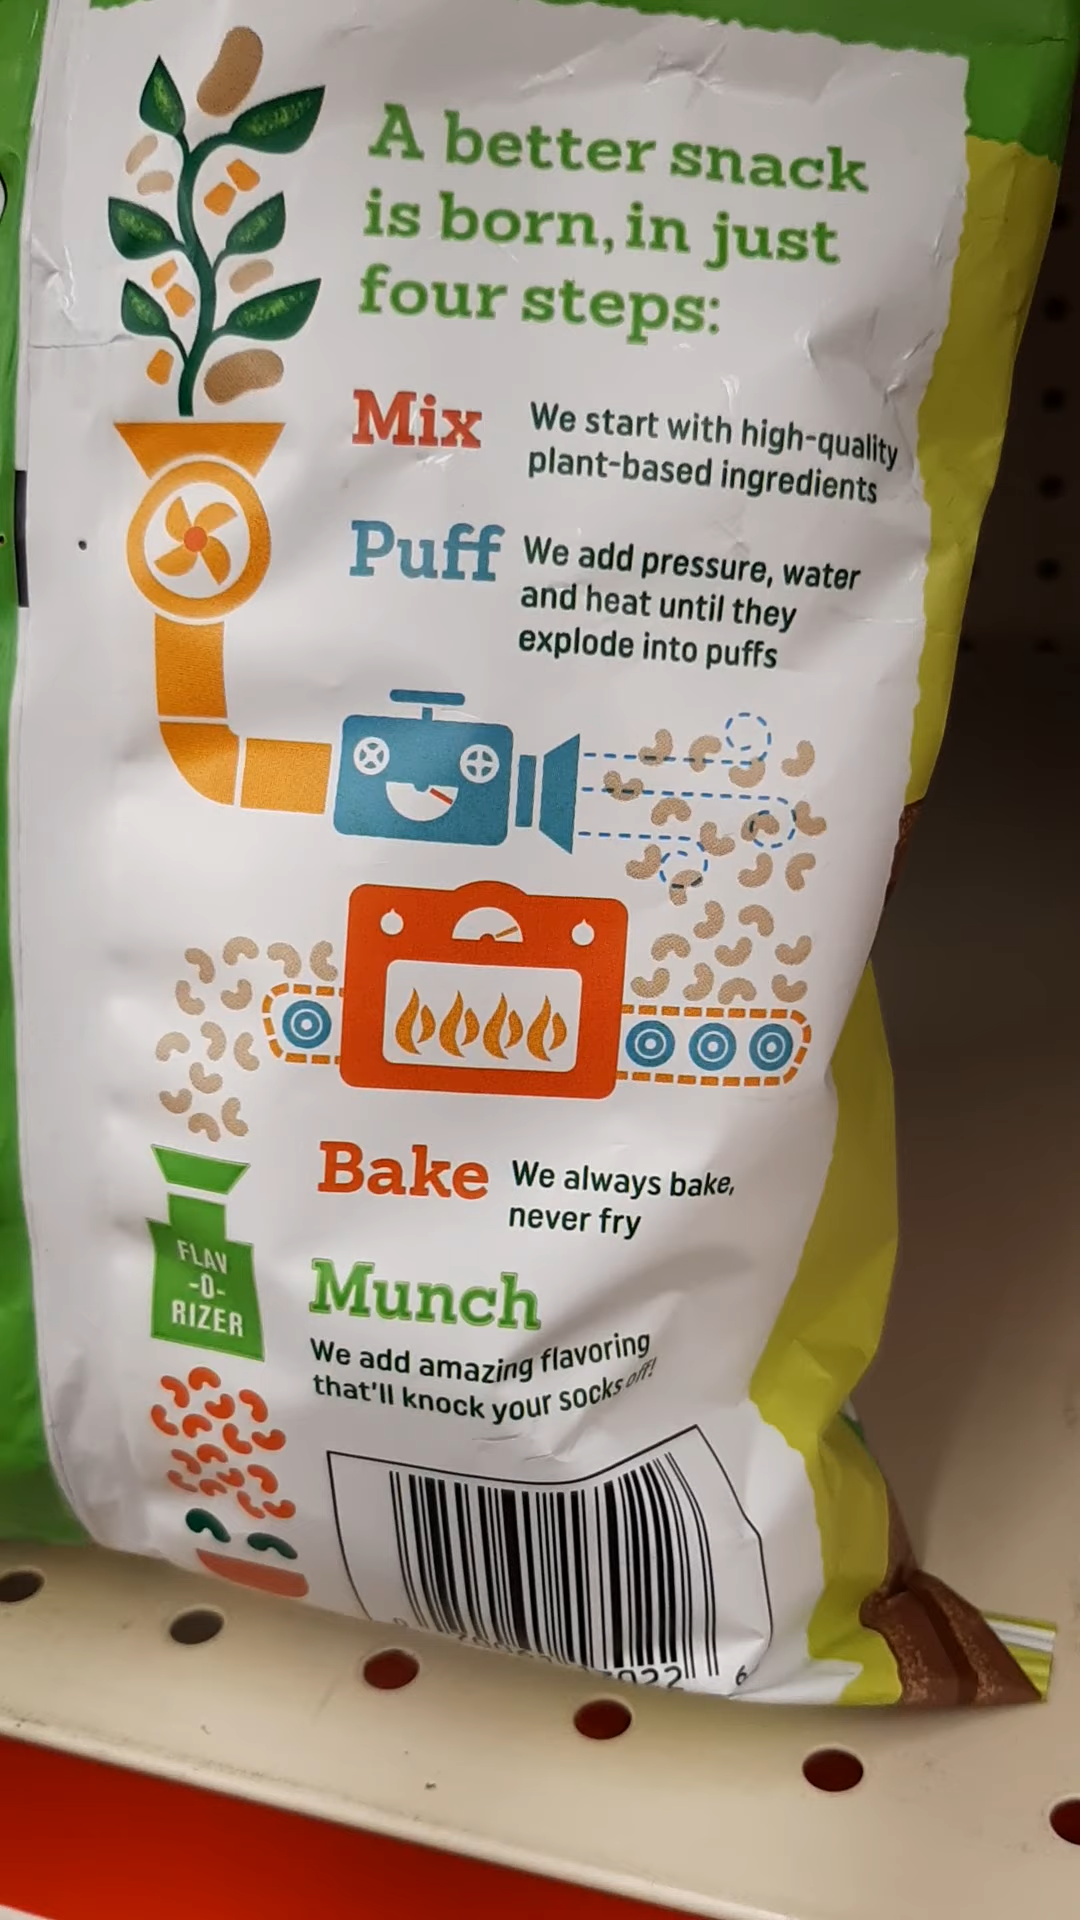 A better snack
is born, in just
four steps:
Mix
We start with high-quality
plant-based ingredients
Puff
We add pressure, water
and heat until they
explode into puffs
Bake
We always bake,
never fry
FLAV
-O-
RIZER
Munch
We add amazing flavoring
that'll knock your socks off!
022 6